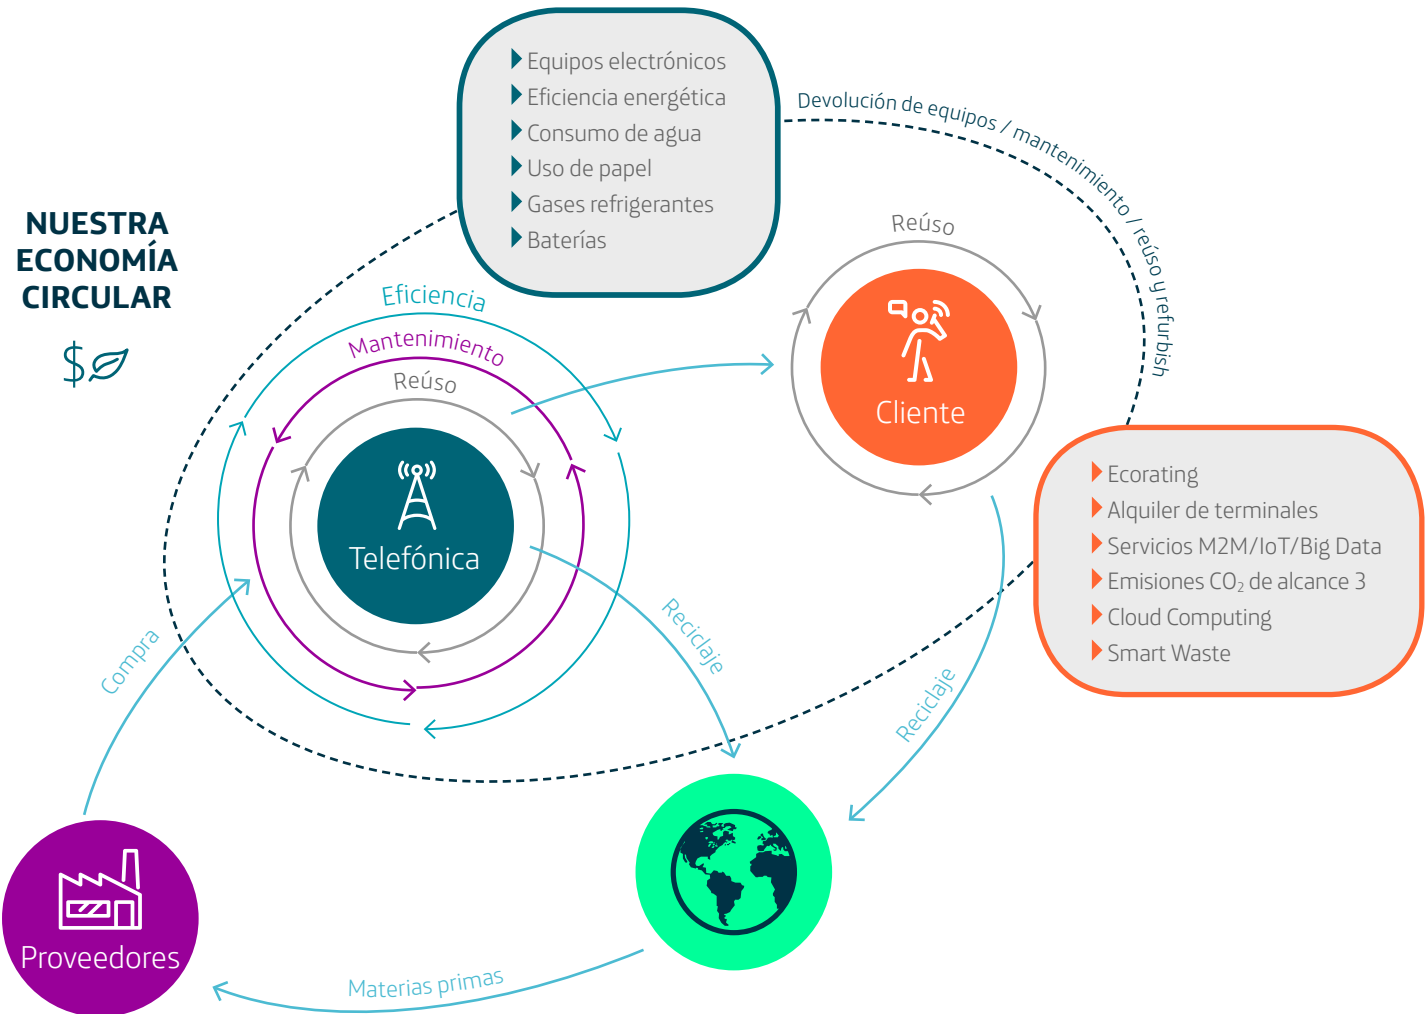 NUESTRA
ECONOMÍA
CIRCULAR
$
Equipos electrónicos
Eficiencia energética
Consumo de agua
Uso de papel
Gases refrigerantes
Baterías
Devolución de equipos / mantenimiento / reúso y refurbish
Eficiencia
Mantenimiento
Reúso
Telefónica
Reúso
Cliente
Ecorating
Alquiler de terminales
Servicios M2M/IoT/Big Data
Emisiones CO₂ de alcance 3
Cloud Computing
Smart Waste
Compra
Reciclaje
Reciclaje
Proveedores
Materias primas